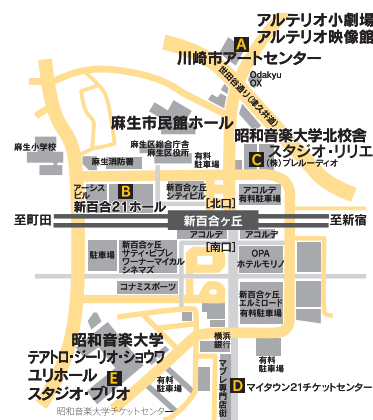 アルテリオ小劇場
アルテリオ映像館
A
川崎市アートセンター
世田谷通り(津久井道)
Odakyu
OX
麻生市民館ホール
昭和音楽大学北校舎
スタジオ・リリエ
C
(株)プレルーディオ
麻生小学校
麻生区総合庁舎
麻生区役所
有料
駐車場
麻生消防署
アーシス
ビル
B
新百合ヶ丘
シティビル
アコルデ
有料駐車場
新百合21ホール
[北口]
至町田
新百合ヶ丘
至新宿
アコルデ
アコルデ
[南口]
駐車場
新百合ヶ丘
サティ・ビブレ
ワーナーマイカル
シネマズ
OPA
ホテルモリノ
コナミスポーツ
新百合ヶ丘
エルミロード
有料駐車場
昭和音楽大学
テアトロ・ジーリオ・ショウワ
ユリホール
E
スタジオ・ブリオ
昭和音楽大学チケットセンター
横浜
銀行
有料
駐車場
有料
駐車場
マプレ専門店街
D
マイタウン21チケットセンター